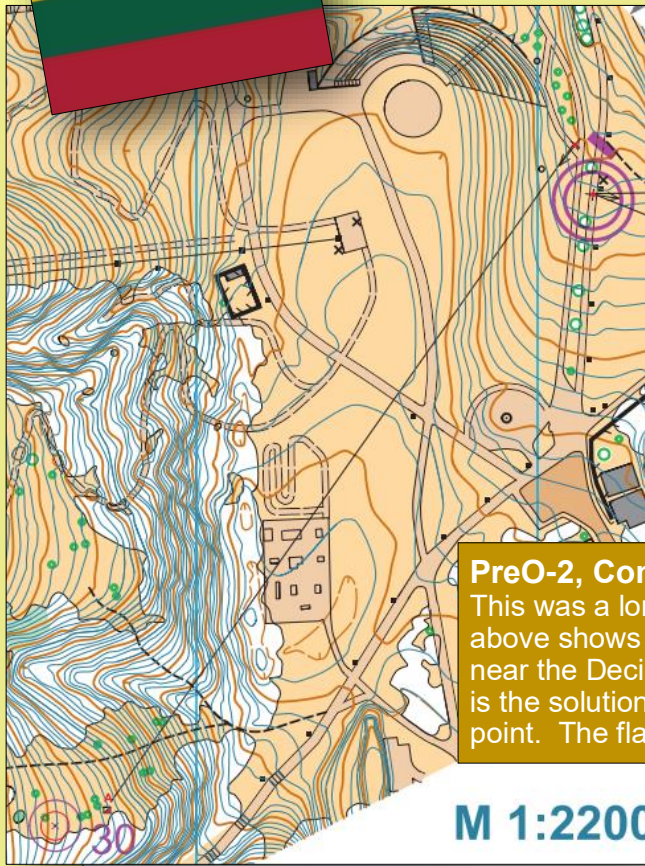 PreO-2, Cor
This was a lor
above shows
near the Deci
is the solution
point. The fla
A
30
M 1:2200